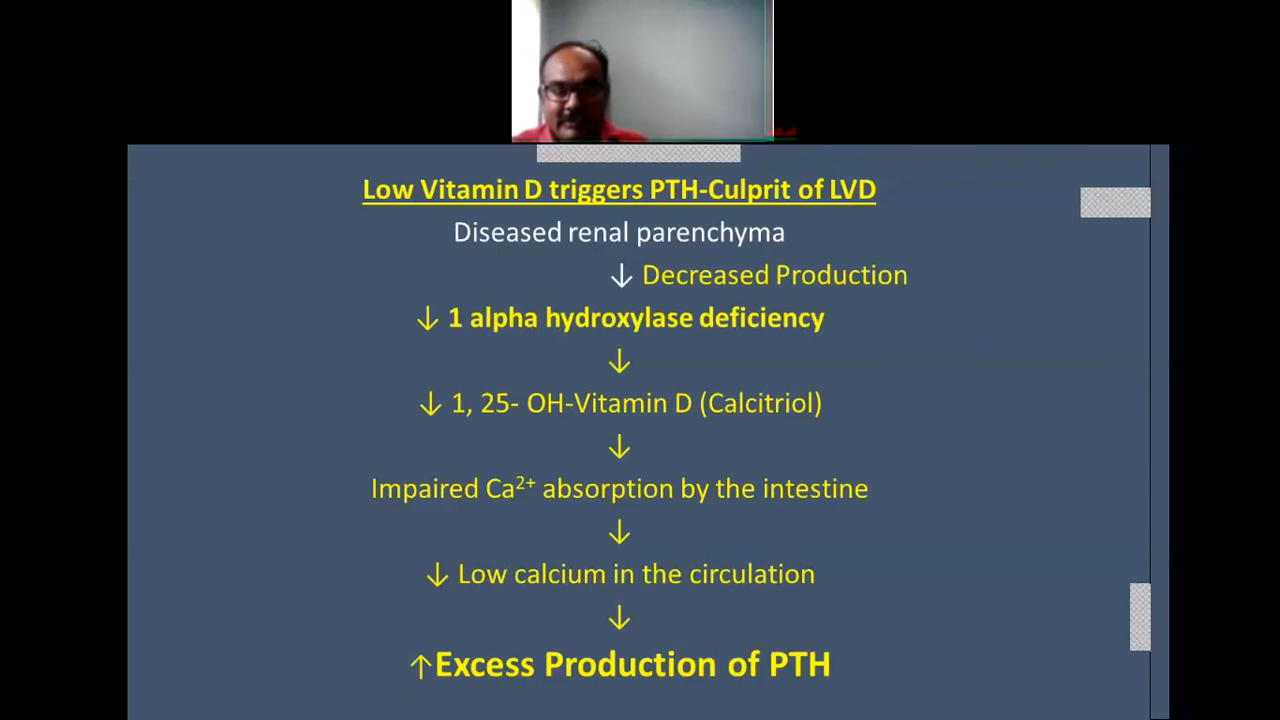 Low Vitamin D triggers PTH-Culprit of LVD
Diseased renal parenchyma
↓ Decreased Production
↓ 1 alpha hydroxylase deficiency
↓
↓ 1, 25- OH-Vitamin D (Calcitriol)
↓
Impaired Ca²⁺ absorption by the intestine
↓
↓ Low calcium in the circulation
↓
↑Excess Production of PTH